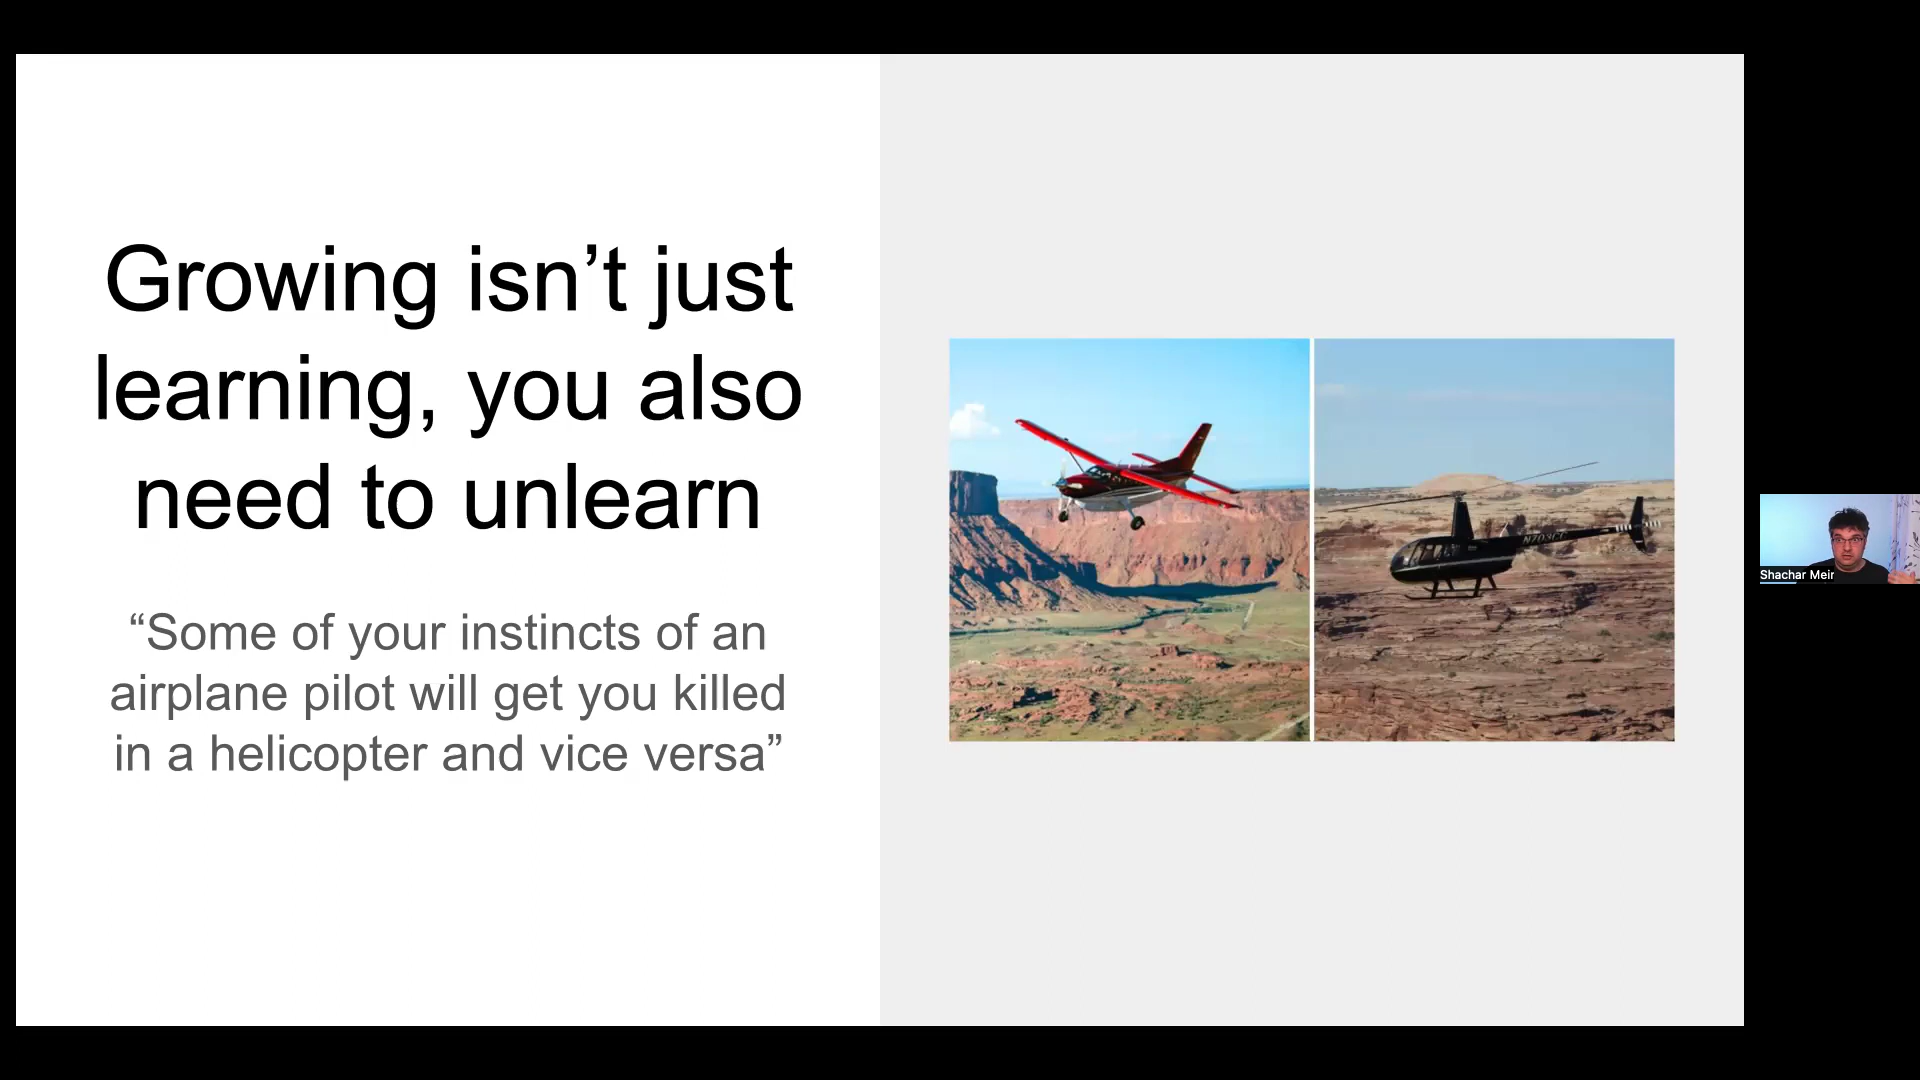 Growing isn’t just
learning, you also
need to unlearn
“Some of your instincts of an
airplane pilot will get you killed
in a helicopter and vice versa”
N703CC
Shachar Meir